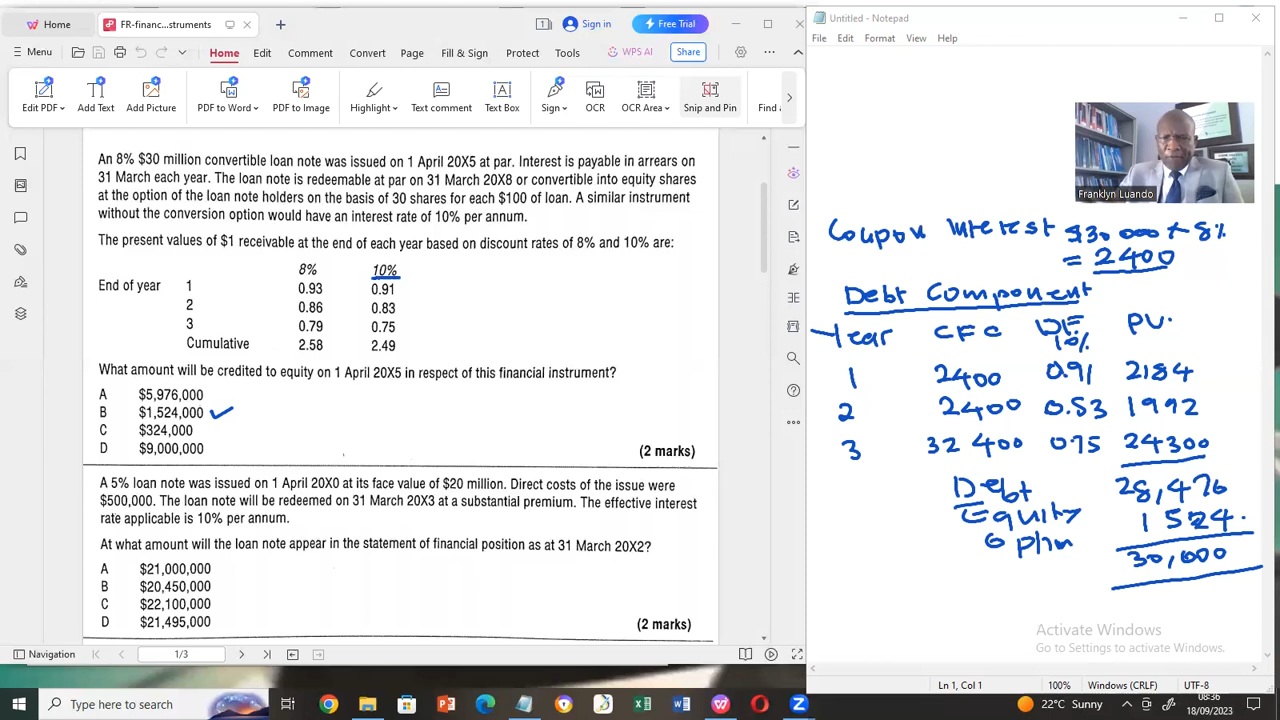 Home
FR-financ...struments
1
Sign in
Free Trial
Untitled - Notepad
Menu
Home
Edit
Comment
Convert
Page
Fill & Sign
Protect
Tools
WPS AI
Share
File Edit Format View Help
Edit PDF
Add Text
Add Picture
PDF to Word
PDF to Image
Highlight
Text comment
Text Box
Sign
OCR
OCR Area
Snip and Pin
Find a
An 8% $30 million convertible loan note was issued on 1 April 20X5 at par. Interest is payable in arrears on
31 March each year. The loan note is redeemable at par on 31 March 20X8 or convertible into equity shares
at the option of the loan note holders on the basis of 30 shares for each $100 of loan. A similar instrument
without the conversion option would have an interest rate of 10% per annum.
The present values of $1 receivable at the end of each year based on discount rates of 8% and 10% are:
8% 10%
End of year 1 0.93 0.91
2 0.86 0.83
3 0.79 0.75
Cumulative 2.58 2.49
What amount will be credited to equity on 1 April 20X5 in respect of this financial instrument?
A $5,976,000
B $1,524,000
C $324,000
D $9,000,000
(2 marks)
A 5% loan note was issued on 1 April 20X0 at its face value of $20 million. Direct costs of the issue were
$500,000. The loan note will be redeemed on 31 March 20X3 at a substantial premium. The effective interest
rate applicable is 10% per annum.
At what amount will the loan note appear in the statement of financial position as at 31 March 20X2?
A $21,000,000
B $20,450,000
C $22,100,000
D $21,495,000
(2 marks)
Navigation
1/3
Franklyn Luando
Coupon Interest $30 000 x 8%
= 2400
Debt Component
Year CFC DF 10% PV.
1 2400 0.91 2184
2 2400 0.83 1992
3 32 400 0.75 24300
Debt 28,476
Equity 1 524.
Option
30,000
Activate Windows
Go to Settings to activate Windows.
Ln 1, Col 1
100%
Windows (CRLF)
UTF-8
Type here to search
22°C Sunny
08:36
18/09/2023